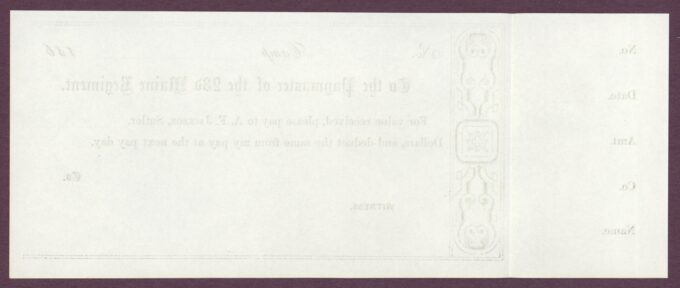 No. Camp 186
To the Paymaster of the 23d Maine Regiment.
For value received, please pay to A. F. Jackson, Sutler,
Dollars, and deduct the same from my pay at the next pay day.
Co.
WITNESS.
No.
Date.
Amt.
Co.
Name.